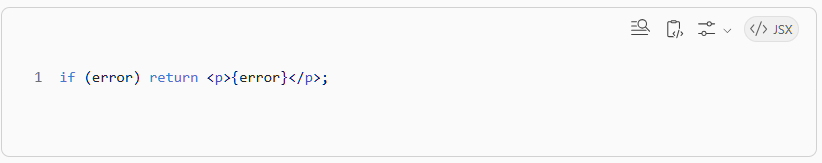 </> JSX
1 if (error) return <p>{error}</p>;